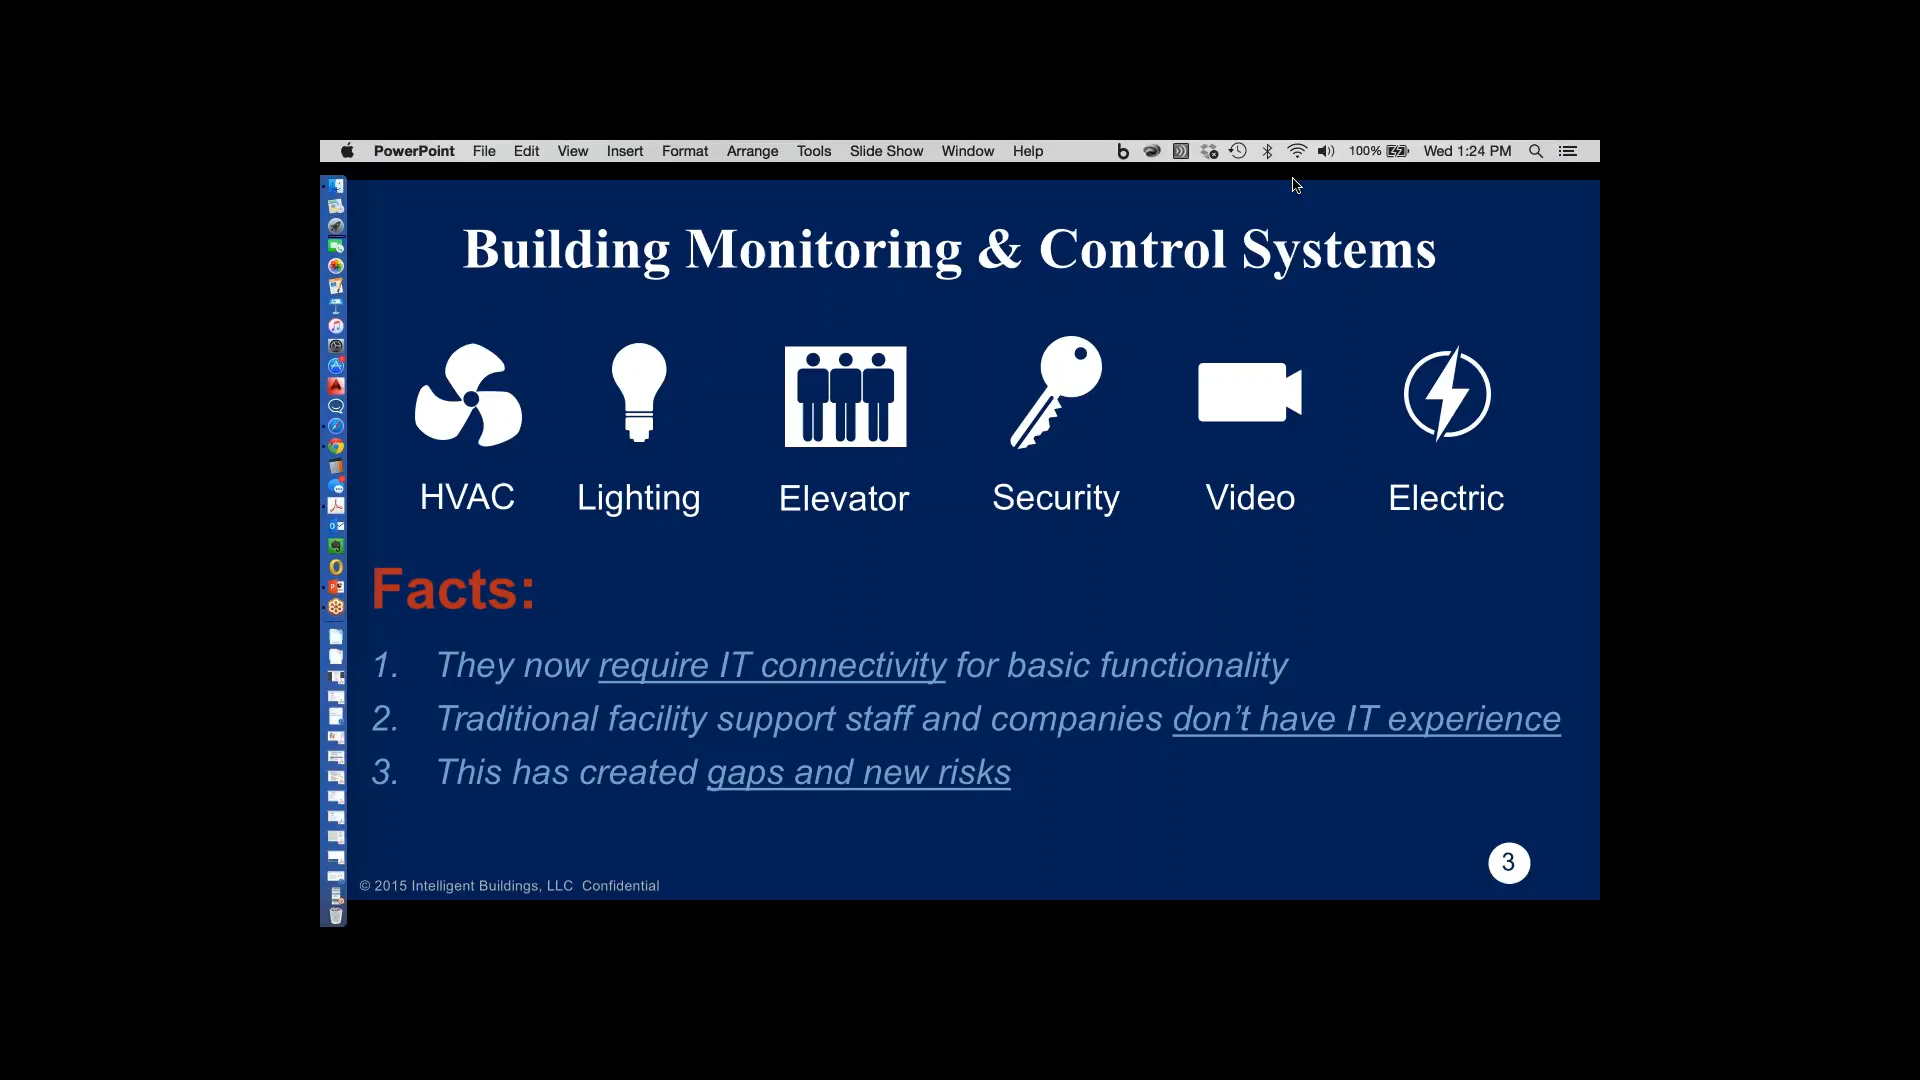 PowerPoint File Edit View Insert Format Arrange Tools Slide Show Window Help 100% Wed 1:24 PM
Building Monitoring & Control Systems
HVAC Lighting Elevator Security Video Electric
Facts:
1. They now require IT connectivity for basic functionality
2. Traditional facility support staff and companies don’t have IT experience
3. This has created gaps and new risks
3
© 2015 Intelligent Buildings, LLC Confidential